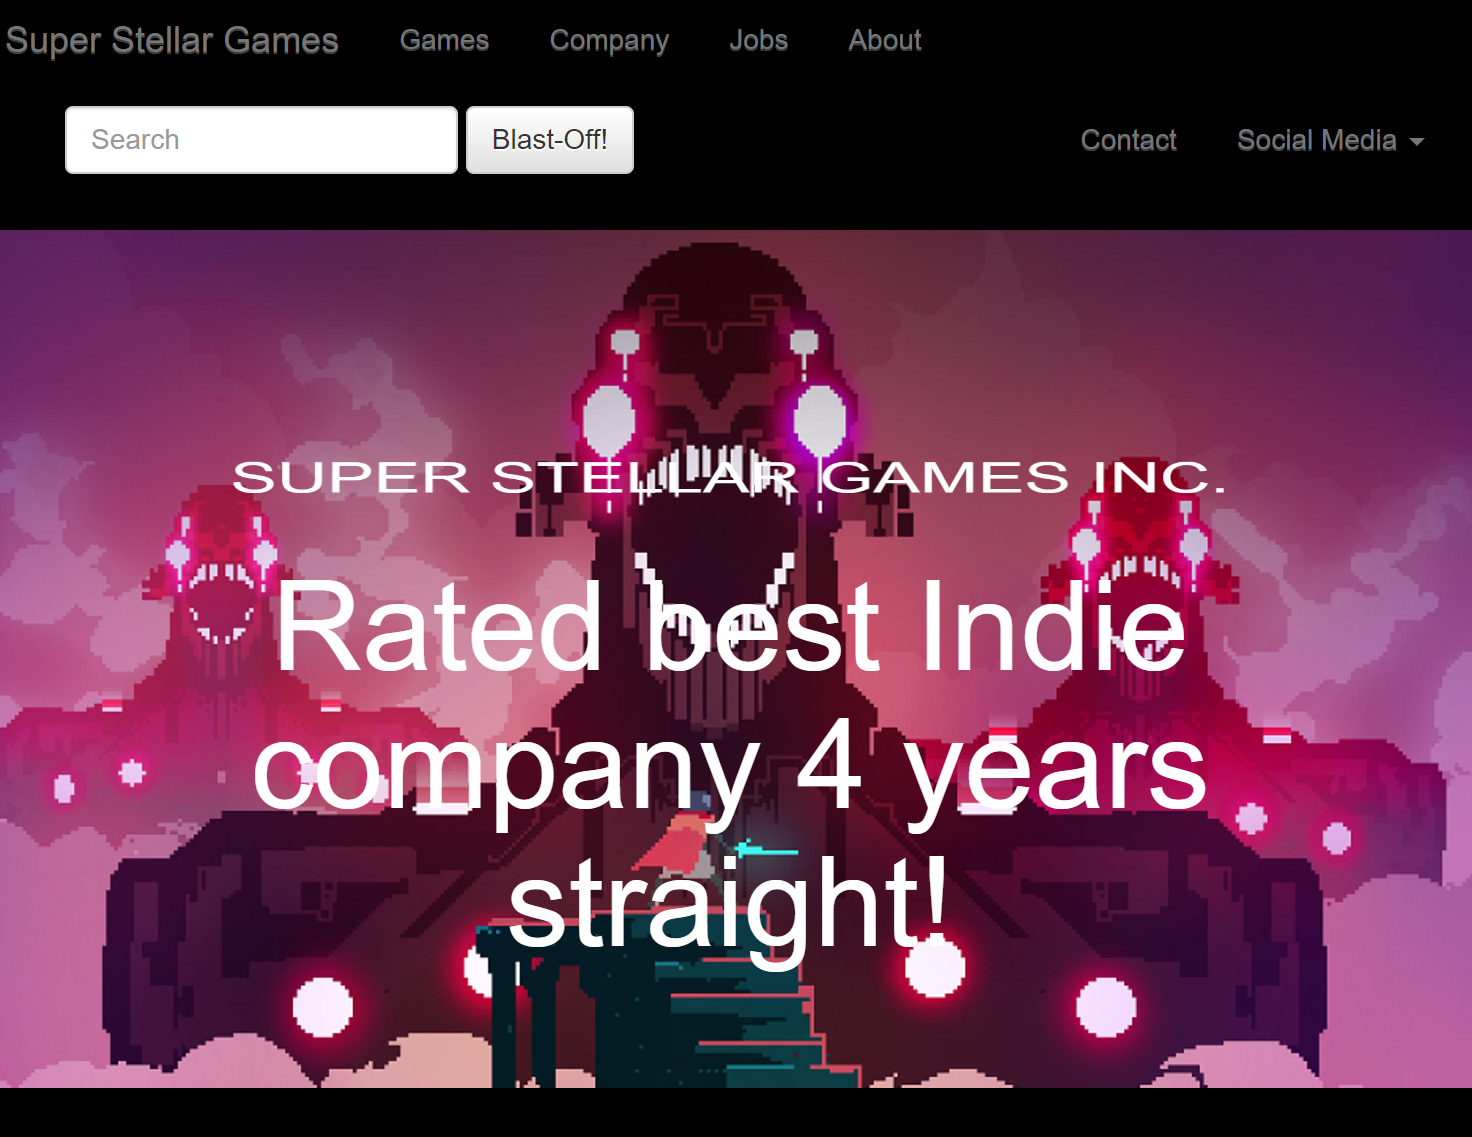 Super Stellar Games Games Company Jobs About
Search Blast-Off! Contact Social Media
SUPER STELLAR GAMES INC.
Rated best Indie
company 4 years
straight!